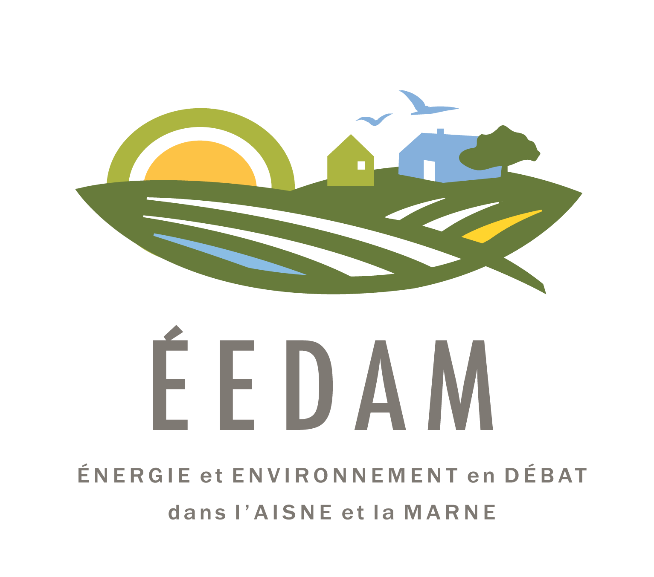 ÉEDAM
ÉNERGIE et ENVIRONNEMENT en DÉBAT
dans l'AISNE et la MARNE